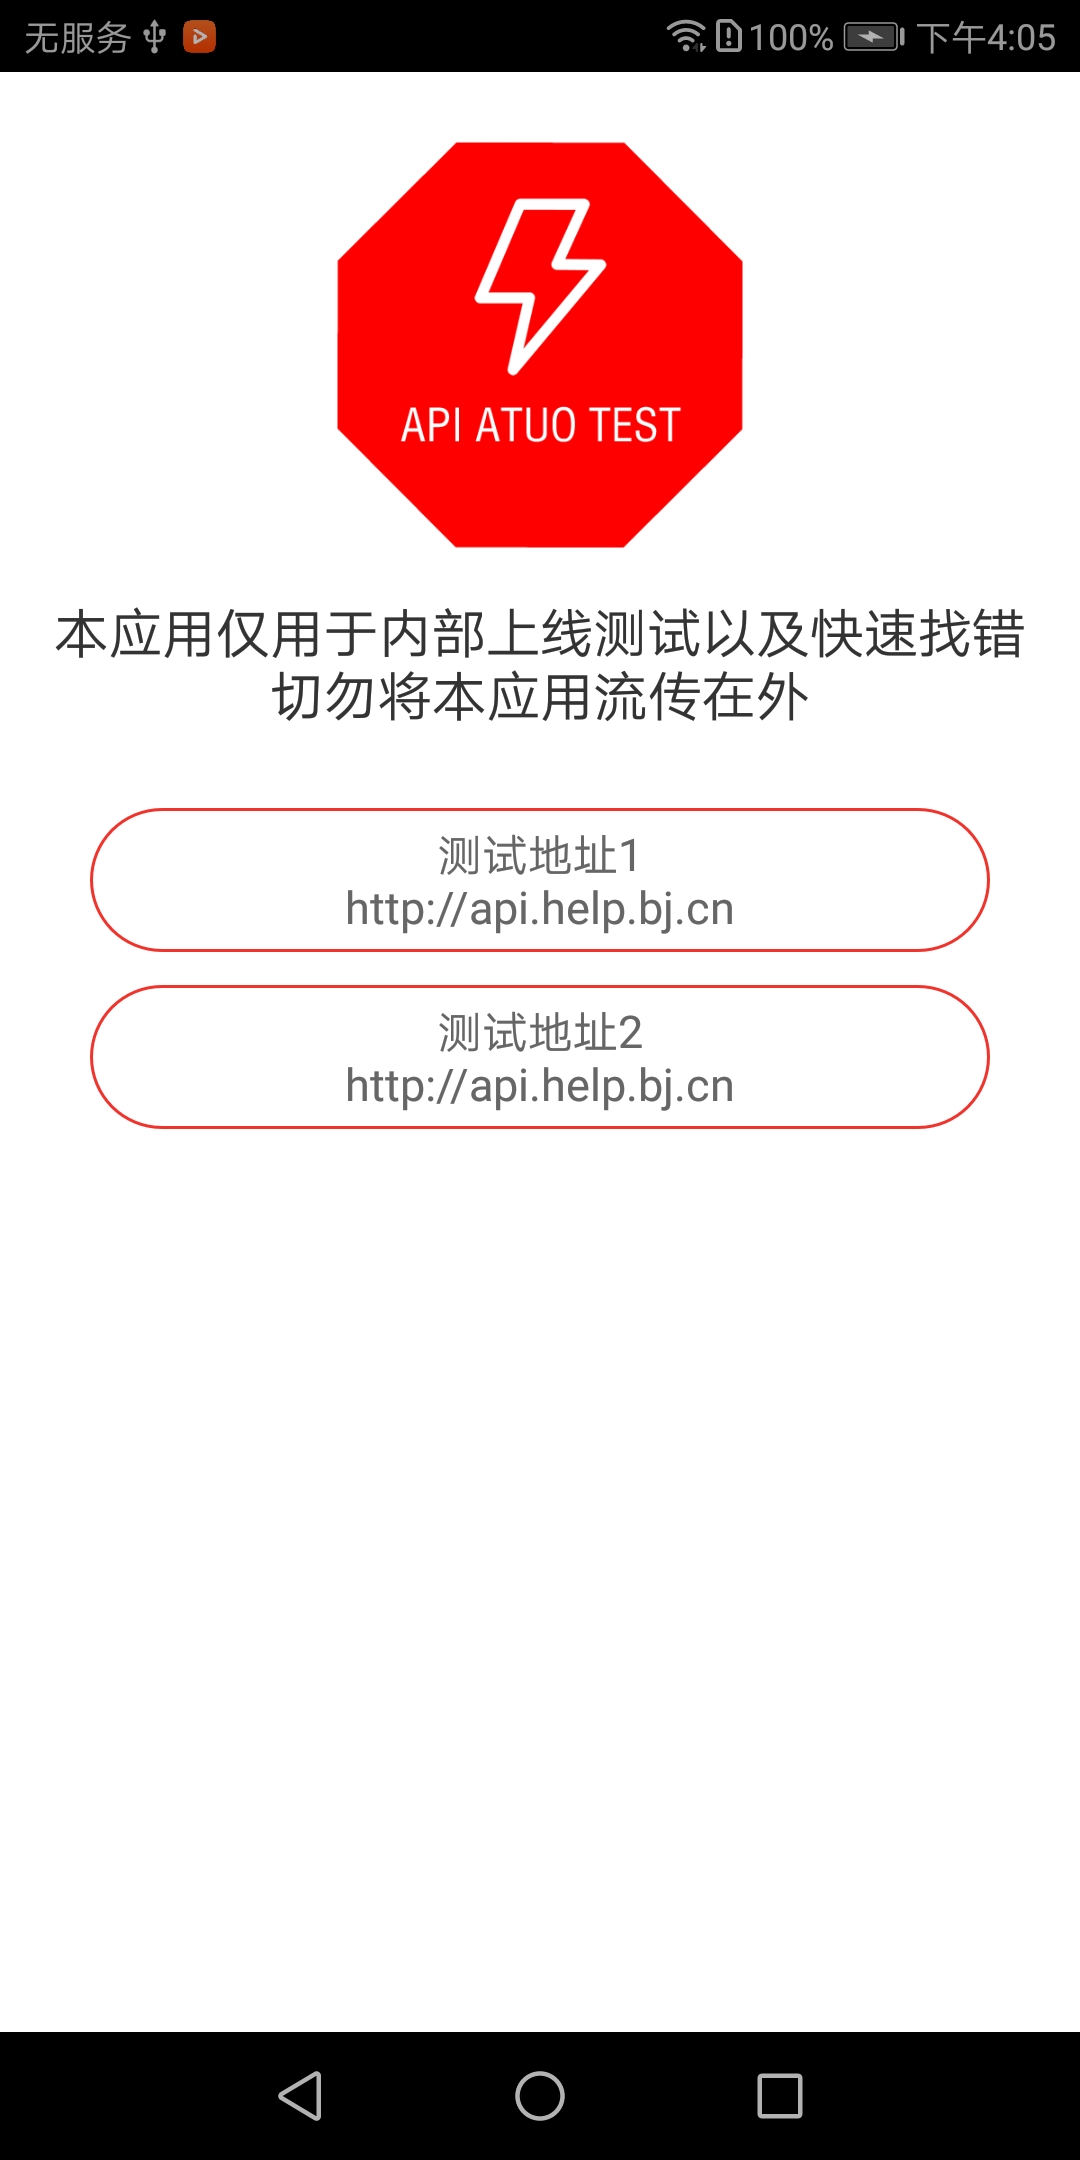 无服务 100% 下午4:05
API ATUO TEST
本应用仅用于内部上线测试以及快速找错
切勿将本应用流传在外
测试地址1
http://api.help.bj.cn
测试地址2
http://api.help.bj.cn